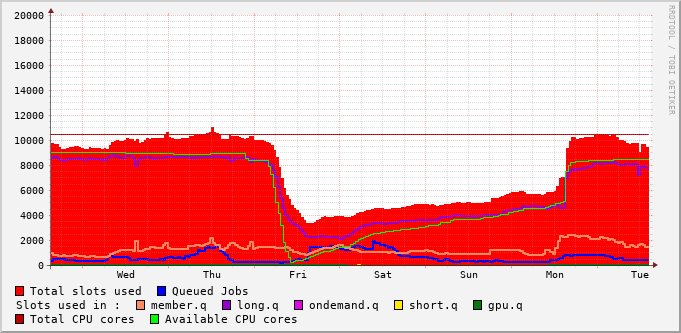 RRDTOOL / TOBI OETIKER
20000
18000
16000
14000
12000
10000
8000
6000
4000
2000
0
Wed Thu Fri Sat Sun Mon Tue
Total slots used Queued Jobs
Slots used in : member.q long.q ondemand.q short.q gpu.q
Total CPU cores Available CPU cores